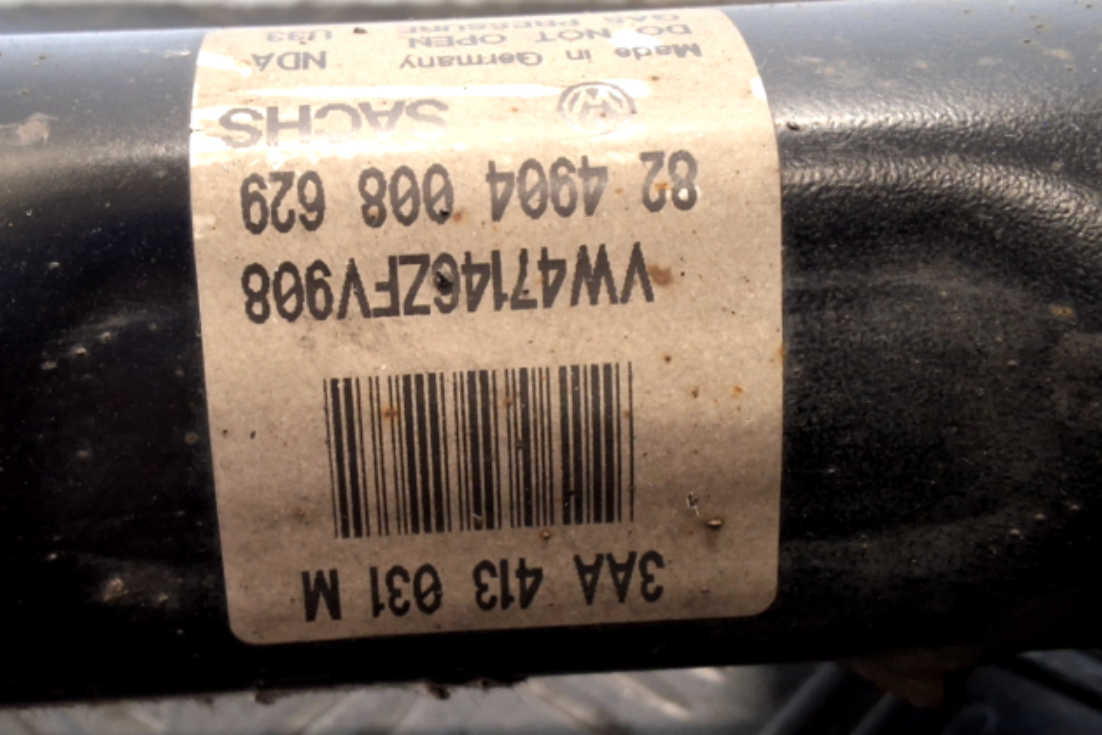 3AA 413 031 M
VW47146ZFV908
82 4904 008 629
SACHS
Made in Germany NDA
DO NOT OPEN U33
GAS PRESSURE